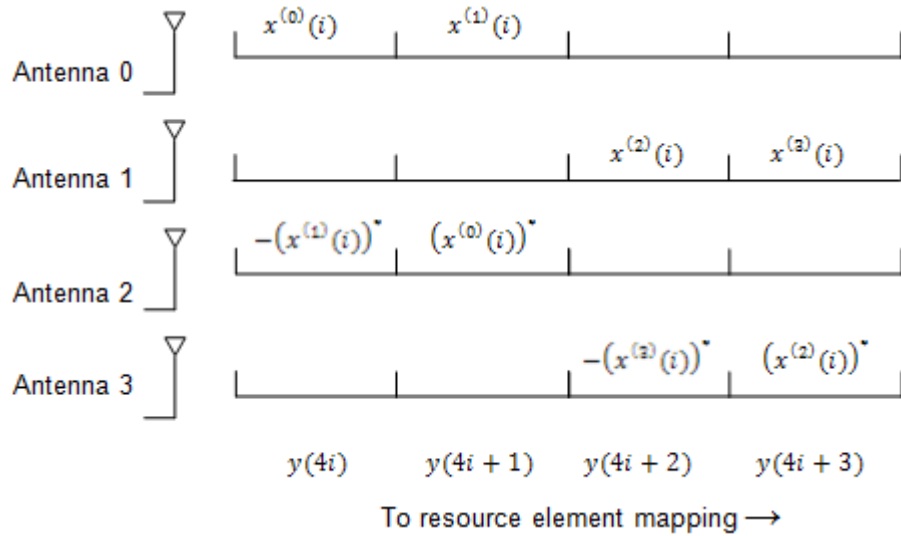 x⁽⁰⁾(i) x⁽¹⁾(i)
Antenna 0
x⁽²⁾(i) x⁽³⁾(i)
Antenna 1
−(x⁽¹⁾(i))* (x⁽⁰⁾(i))*
Antenna 2
−(x⁽³⁾(i))* (x⁽²⁾(i))*
Antenna 3
y(4i) y(4i + 1) y(4i + 2) y(4i + 3)
To resource element mapping →